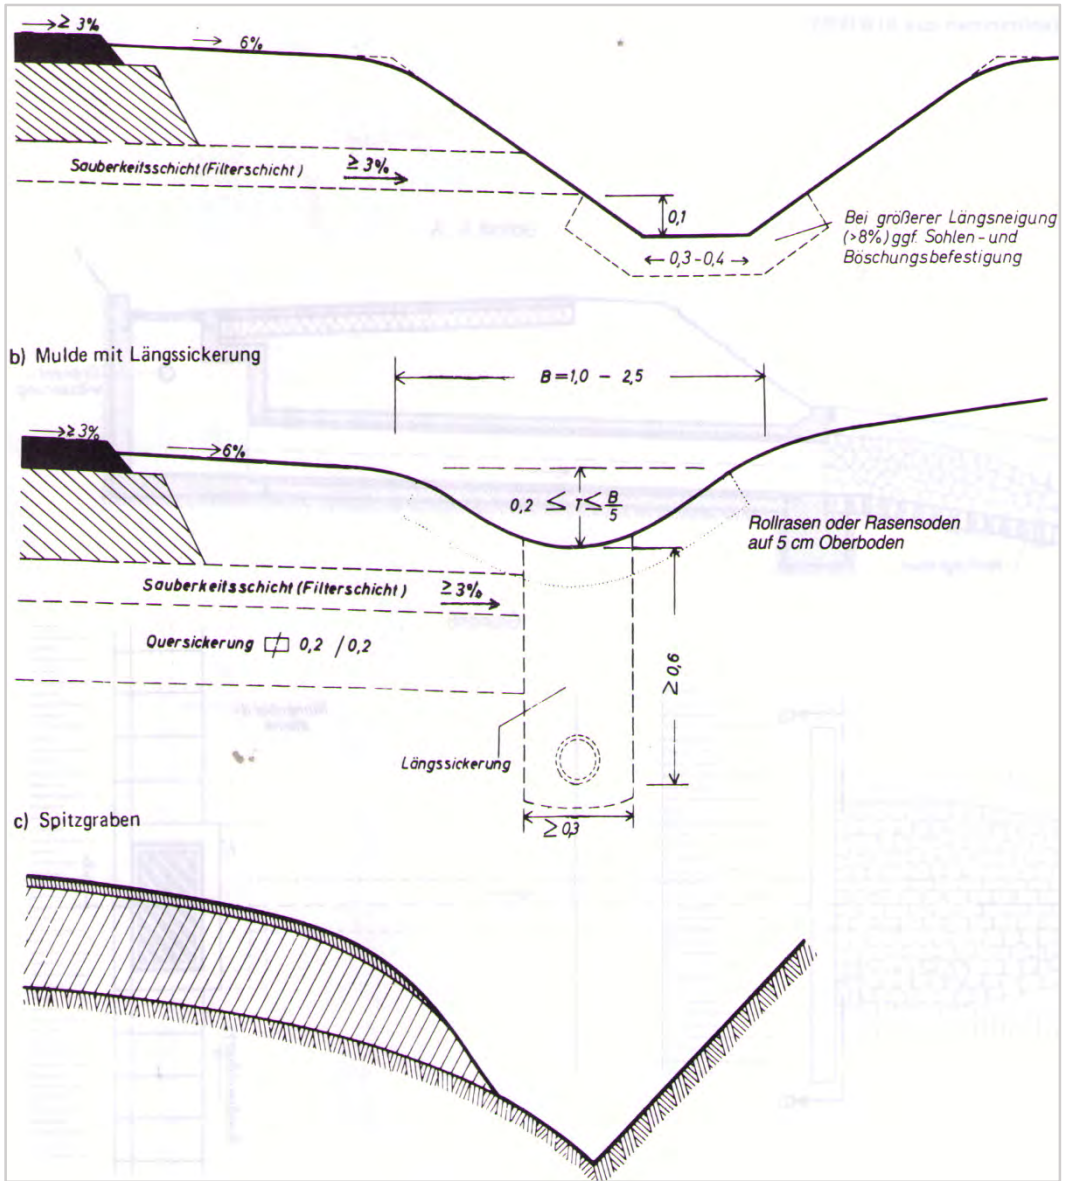 → ≥ 3%
→ 6%
Sauberkeitsschicht (Filterschicht) ≥ 3%
0,1
← 0,3 - 0,4 →
Bei größerer Längsneigung
(>8%) ggf. Sohlen- und
Böschungsbefestigung
b) Mulde mit Längssickerung
B = 1,0 - 2,5
→ ≥ 3%
→ 6%
0,2 ≤ T ≤ B/5
Rollrasen oder Rasensoden
auf 5 cm Oberboden
Sauberkeitsschicht (Filterschicht) ≥ 3%
Quersickerung 0,2 / 0,2
≥ 0,6
Längssickerung
≥ 0,3
c) Spitzgraben